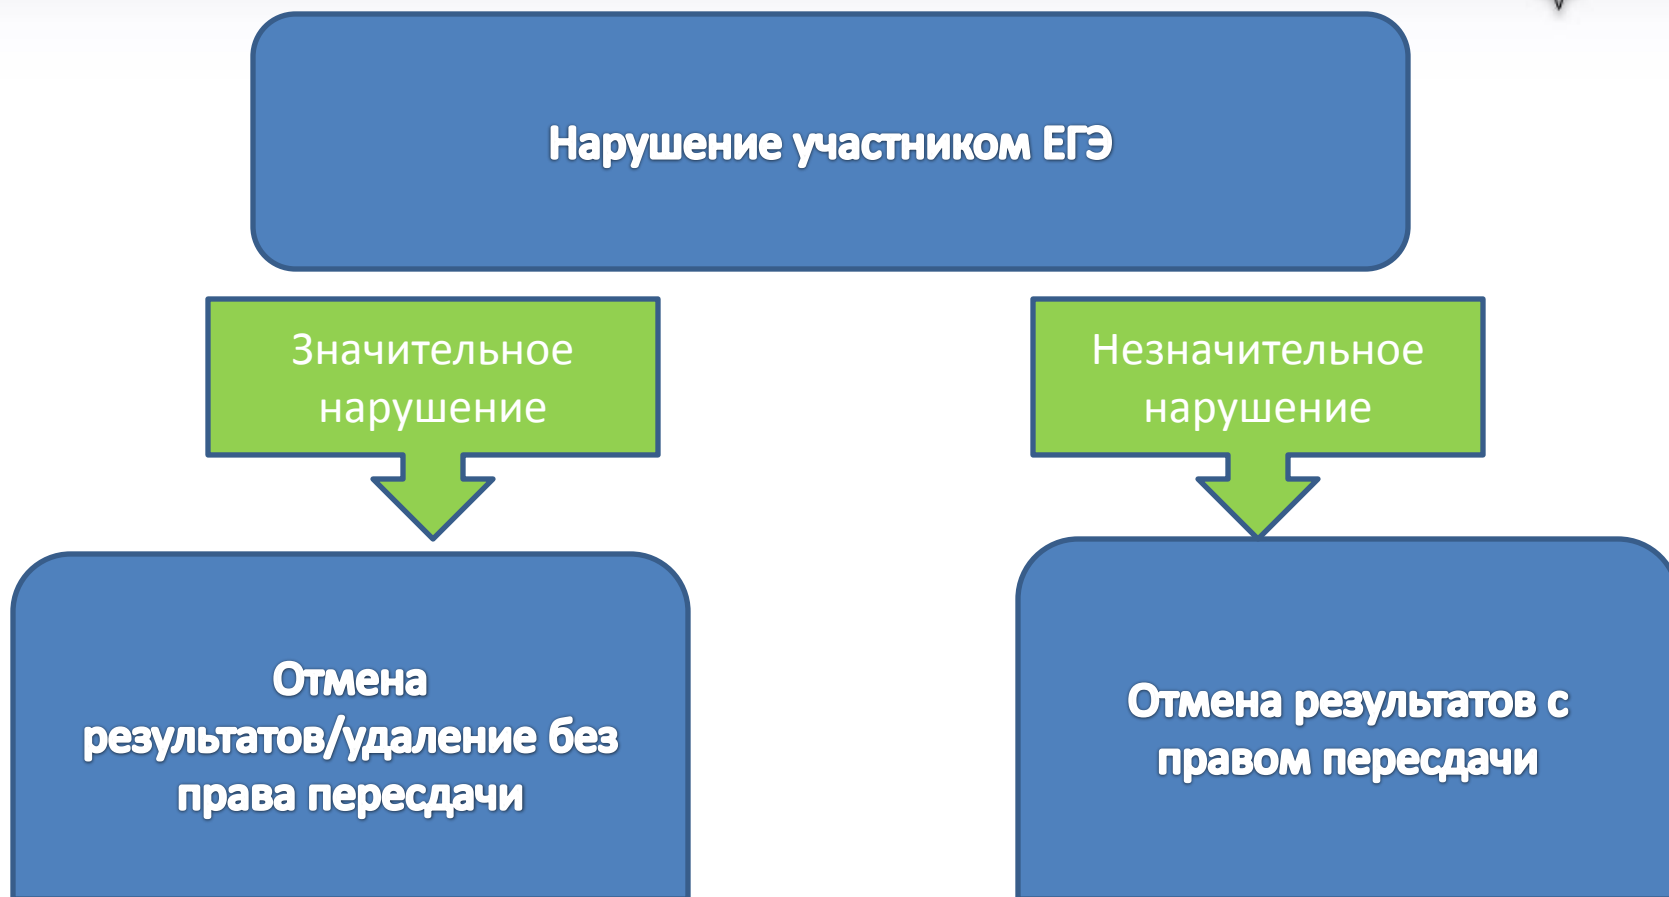 Нарушение участником ЕГЭ
Значительное
нарушение
Незначительное
нарушение
Отмена
результатов/удаление без
права пересдачи
Отмена результатов с
правом пересдачи